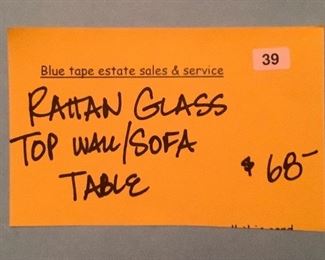 39
Blue tape estate sales & service
RATTAN GLASS
TOP WALL/SOFA
TABLE
$68-